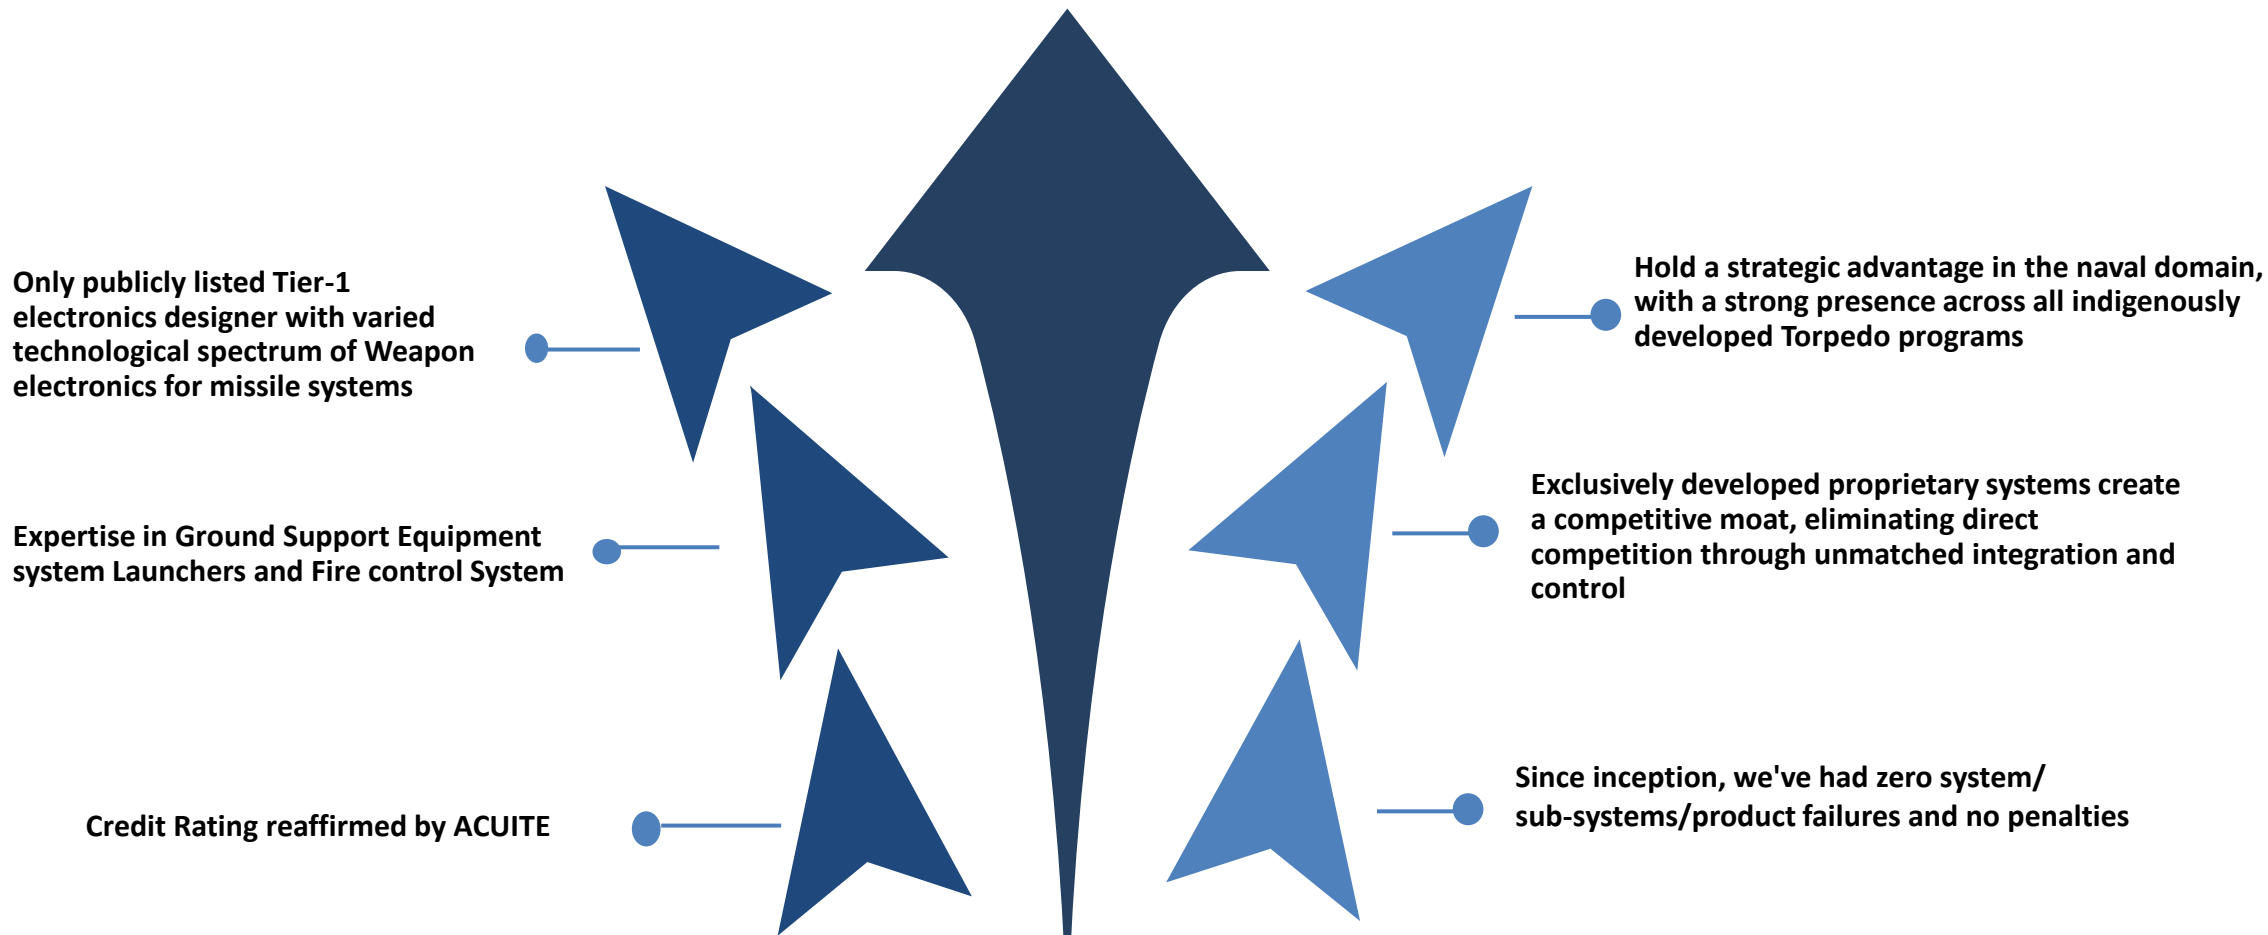 Only publicly listed Tier-1
electronics designer with varied
technological spectrum of Weapon
electronics for missile systems
Expertise in Ground Support Equipment
system Launchers and Fire control System
Credit Rating reaffirmed by ACUITE
Hold a strategic advantage in the naval domain,
with a strong presence across all indigenously
developed Torpedo programs
Exclusively developed proprietary systems create
a competitive moat, eliminating direct
competition through unmatched integration and
control
Since inception, we've had zero system/
sub-systems/product failures and no penalties